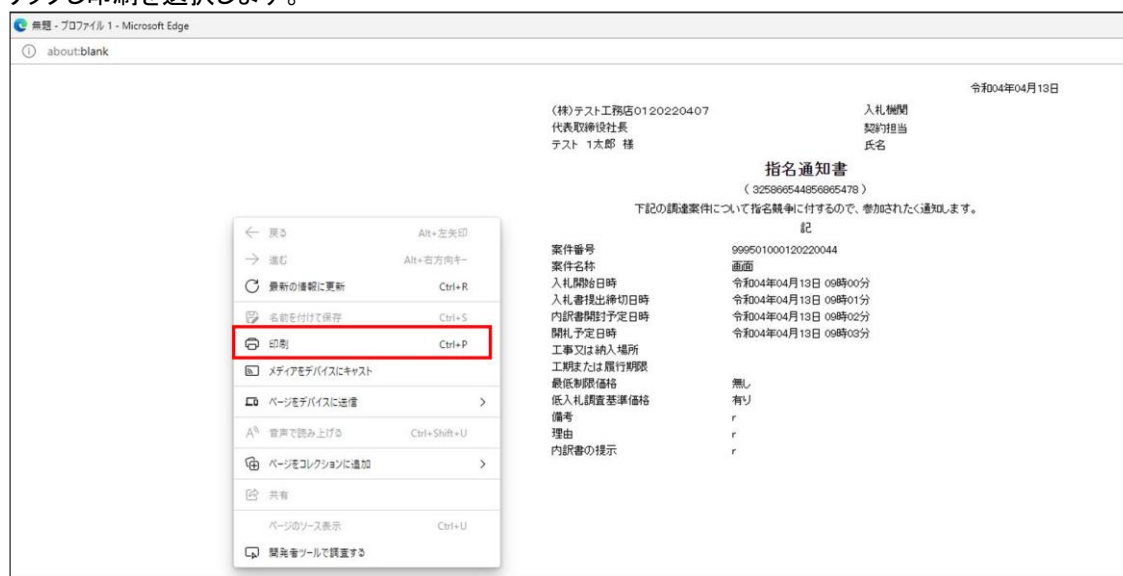 リックし印刷を選択します。
無題 - プロファイル 1 - Microsoft Edge
about:blank
令和04年04月13日
(株)テスト工務店0120220407 入札機関
代表取締役社長 契約担当
テスト 1太郎 様 氏名
指名通知書
( 325866544856865478 )
下記の調達案件について指名競争に付するので、参加されたく通知します。
記
案件番号 999501000120220044
案件名称 画面
入札開始日時 令和04年04月13日 09時00分
入札書提出締切日時 令和04年04月13日 09時01分
内訳書開封予定日時 令和04年04月13日 09時02分
開札予定日時 令和04年04月13日 09時03分
工事又は納入場所
工期または履行期限
最低制限価格 無し
低入札調査基準価格 有り
備考 r
理由 r
内訳書の提示 r
戻る Alt+左矢印
進む Alt+右方向キー
最新の情報に更新 Ctrl+R
名前を付けて保存 Ctrl+S
印刷 Ctrl+P
メディアをデバイスにキャスト
ページをデバイスに送信
音声で読み上げる Ctrl+Shift+U
ページをコレクションに追加
共有
ページのソース表示 Ctrl+U
開発者ツールで調査する